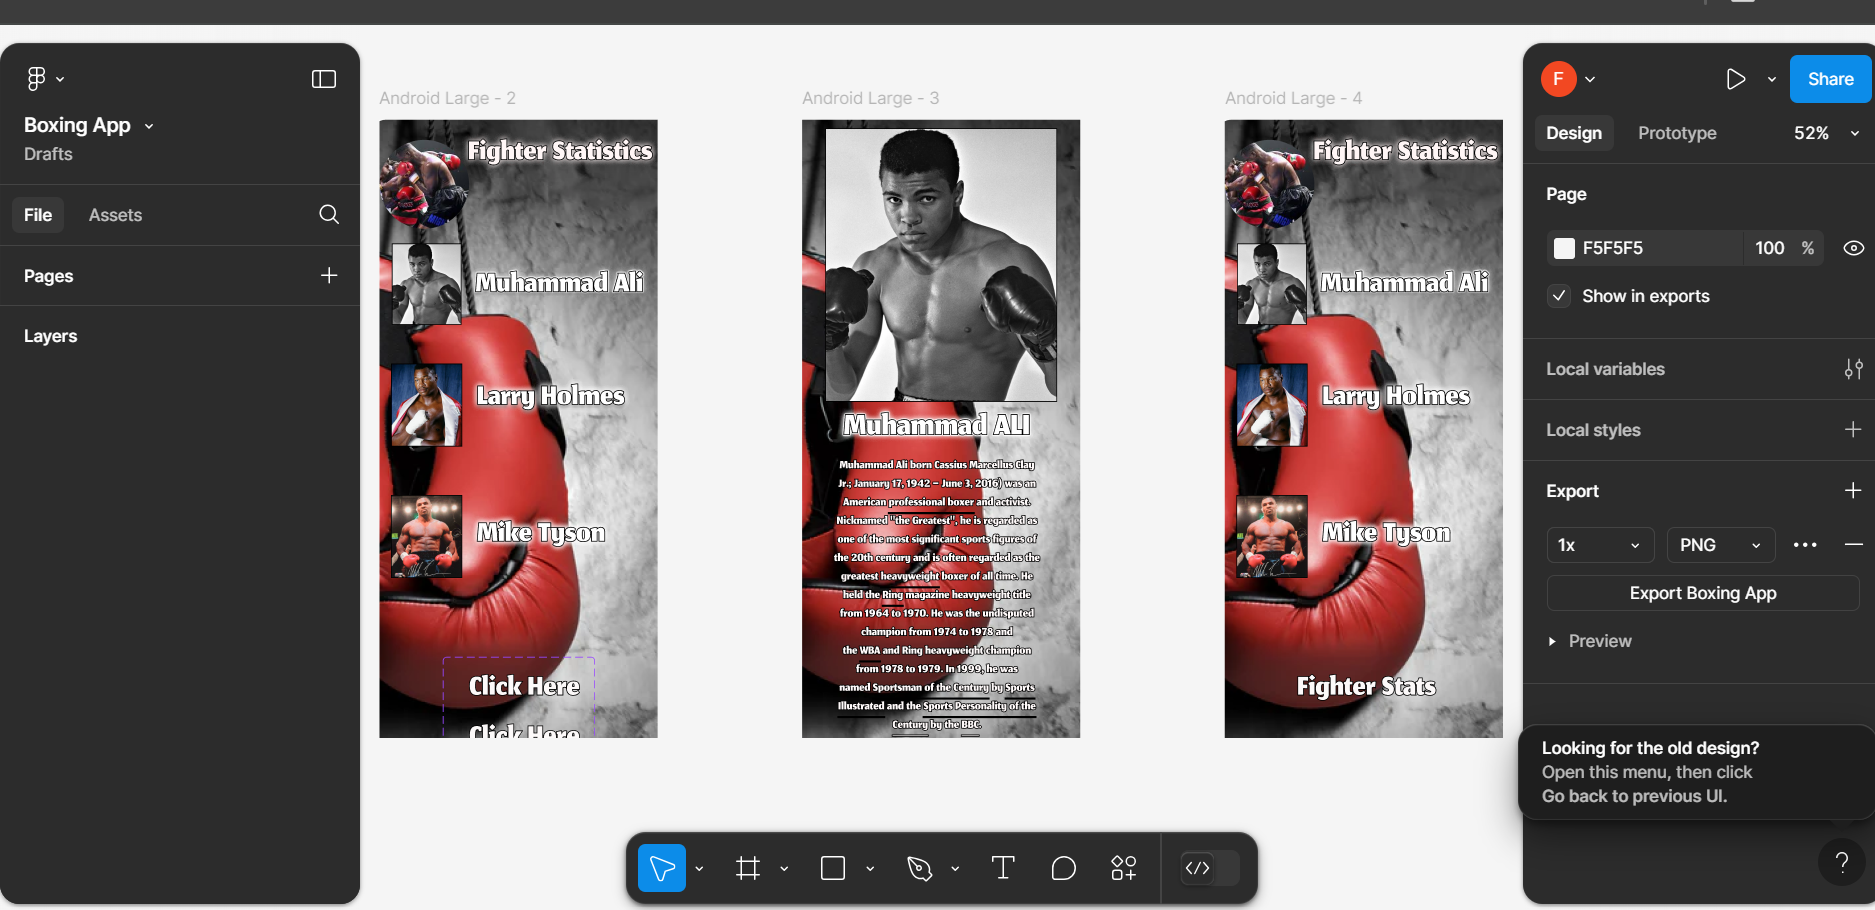 Boxing App
Drafts
File
Assets
Pages
Layers
Android Large - 2
Fighter Statistics
Muhammad Ali
Larry Holmes
Mike Tyson
Click Here
Click Here
Android Large - 3
Muhammad ALI
Muhammad Ali born Cassius Marcellus Clay
Jr.; January 17, 1942 – June 3, 2016) was an
American professional boxer and activist.
Nicknamed "the Greatest", he is regarded as
one of the most significant sports figures of
the 20th century and is often regarded as the
greatest heavyweight boxer of all time. He
held the Ring magazine heavyweight title
from 1964 to 1970. He was the undisputed
champion from 1974 to 1978 and
the WBA and Ring heavyweight champion
from 1978 to 1979. In 1999, he was
named Sportsman of the Century by Sports
Illustrated and the Sports Personality of the
Century by the BBC.
Android Large - 4
Fighter Statistics
Muhammad Ali
Larry Holmes
Mike Tyson
Fighter Stats
F
Share
Design
Prototype
52%
Page
F5F5F5
100 %
Show in exports
Local variables
Local styles
Export
1x
PNG
Export Boxing App
Preview
Looking for the old design?
Open this menu, then click
Go back to previous UI.